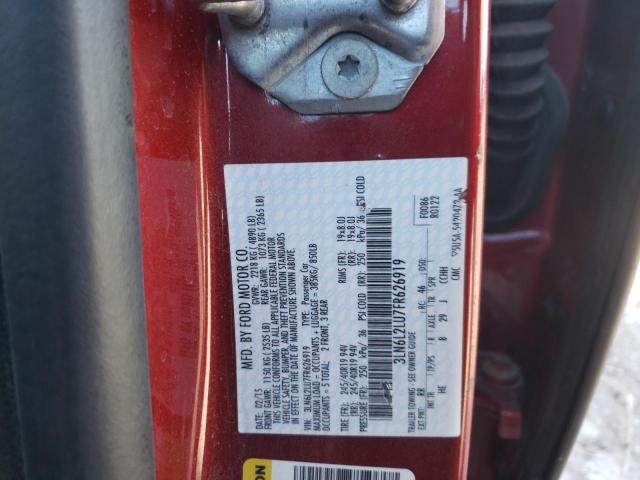 MFD. BY FORD MOTOR CO.
DATE: 02/15 GVWR: 2218 KG ( 4890 LB)
FRONT GAWR: 1150 KG ( 2535 LB) REAR GAWR: 1073 KG ( 2365 LB)
THIS VEHICLE CONFORMS TO ALL APPLICABLE FEDERAL MOTOR
VEHICLE SAFETY, BUMPER, AND THEFT PREVENTION STANDARDS
IN EFFECT ON THE DATE OF MANUFACTURE SHOWN ABOVE.
VIN: 3LN6L2LU7FR626919 TYPE: Passenger Car
MAXIMUM LOAD = OCCUPANTS + LUGGAGE = 385KG/ 850LB
OCCUPANTS = 5 TOTAL: 2 FRONT, 3 REAR
TIRE (FR): 245/40R19 94V RIMS (FR): 19x8.0J
TIRE (RR): 245/40R19 94V (RR): 19x8.0J
PRESSURE (FR): 250 kPa/ 36 PSI COLD (RR): 250 kPa/ 36 PSI COLD
3LN6L2LU7FR626919
TRAILER TOWING - SEE OWNER GUIDE F0086
EXT PNT: RR RC: 46 DSO: R0122
INT TR TP/PS R AXLE TR SPR
HE 8 29 J CCHH
CMC